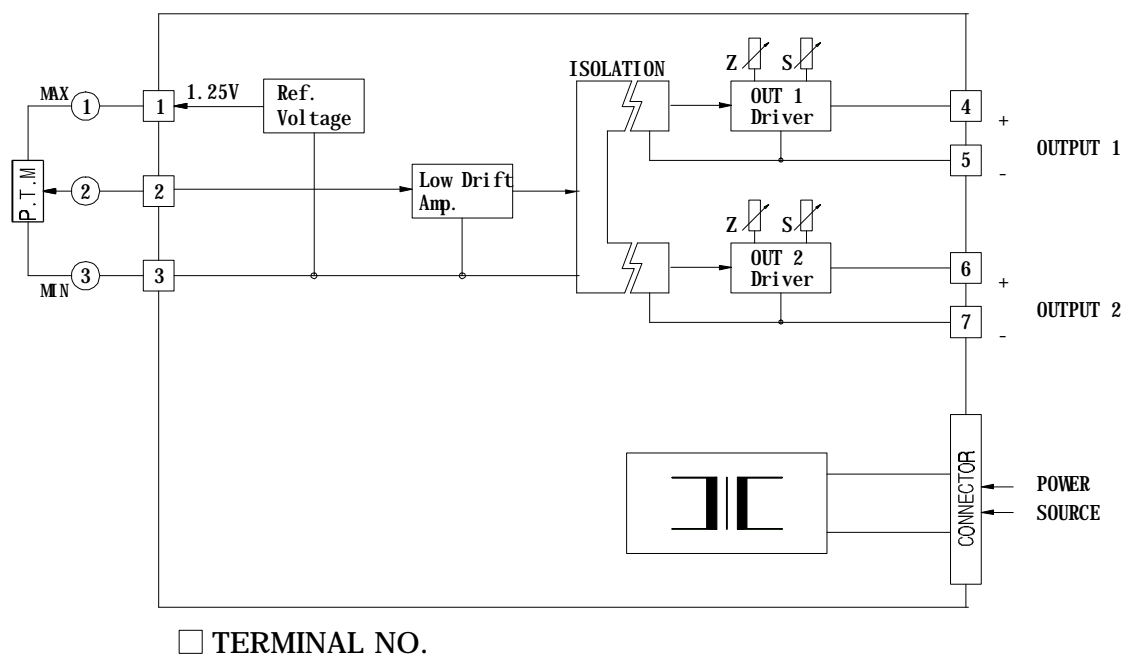 ISOLATION
Z
S
MAX
1
1
1.25V
Ref.
Voltage
OUT 1
Driver
4
+
OUTPUT 1
5
-
P.T.M
2
2
Low Drift
Amp.
Z
S
3
MIN
3
OUT 2
Driver
6
+
OUTPUT 2
7
-
CONNECTOR
POWER
SOURCE
TERMINAL NO.